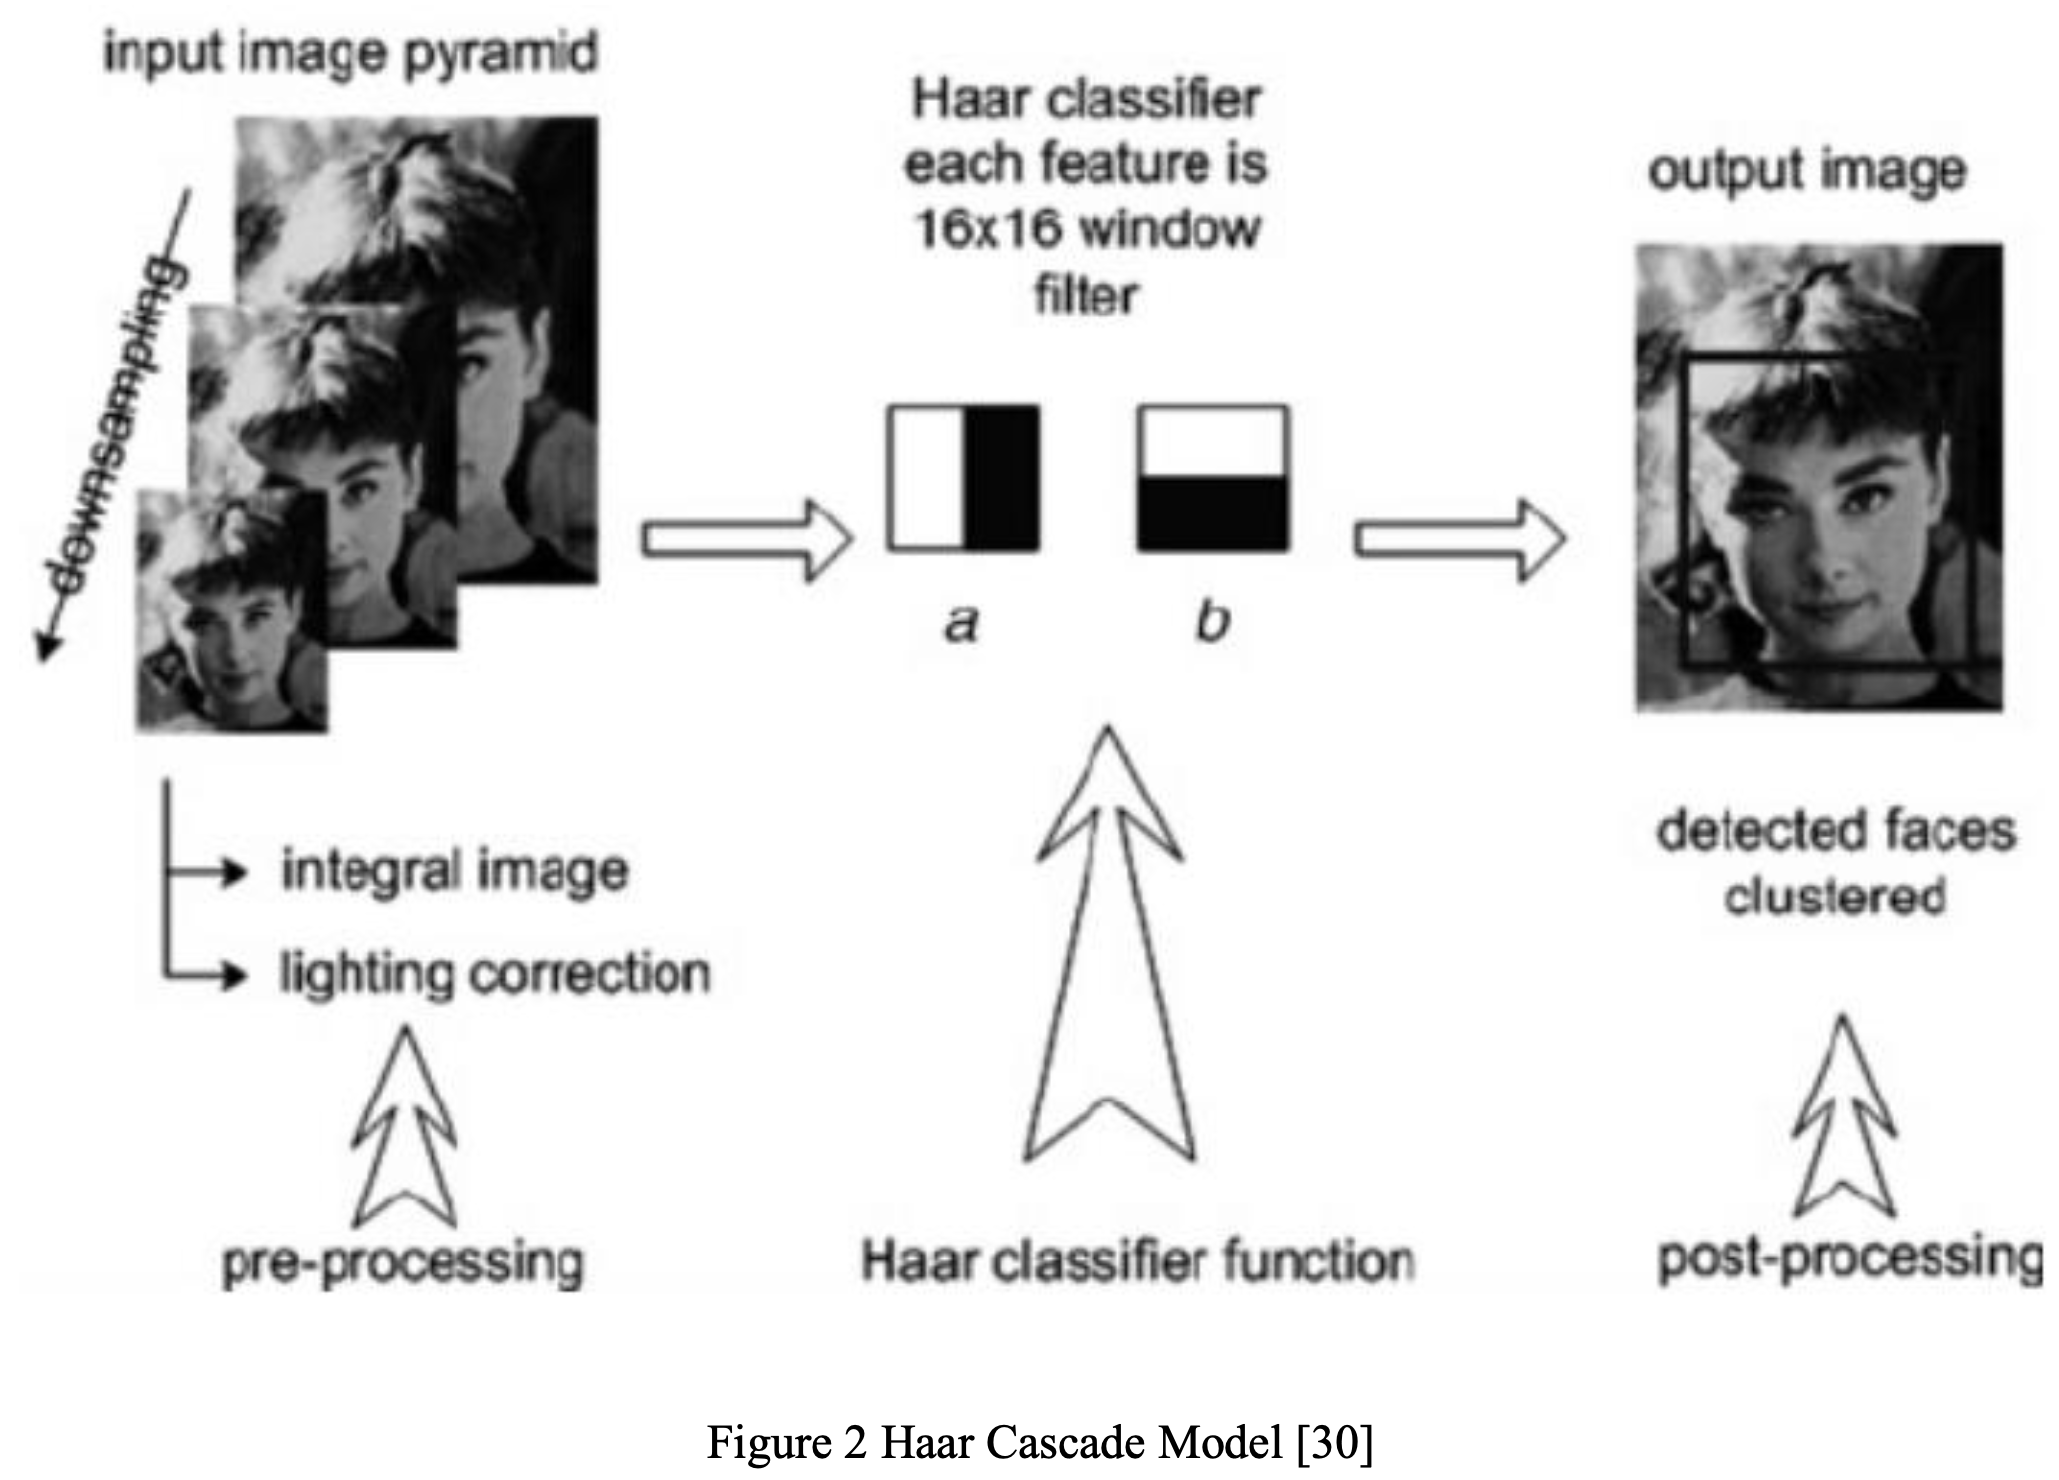 input image pyramid
downsampling
integral image
lighting correction
pre-processing
Haar classifier
each feature is
16x16 window
filter
a
b
Haar classifier function
output image
detected faces
clustered
post-processing
Figure 2 Haar Cascade Model [30]